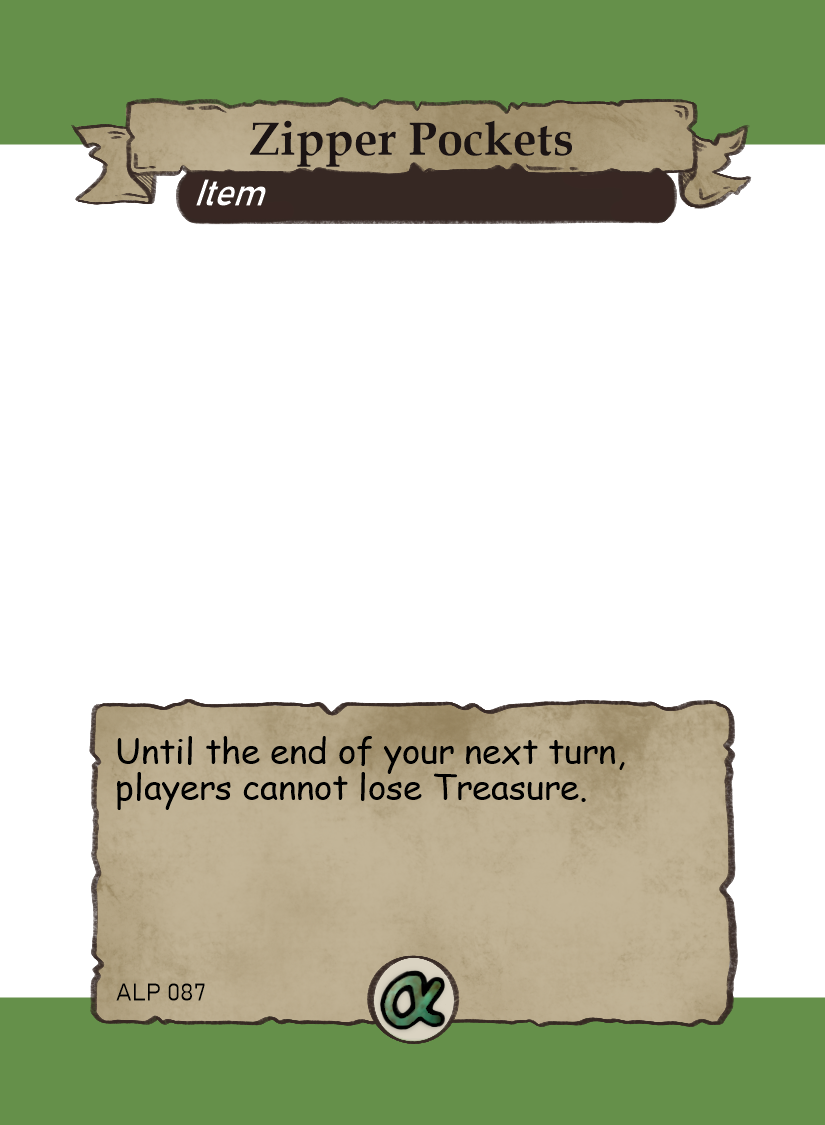 Zipper Pockets
Item
Until the end of your next turn,
players cannot lose Treasure.
ALP 087
α